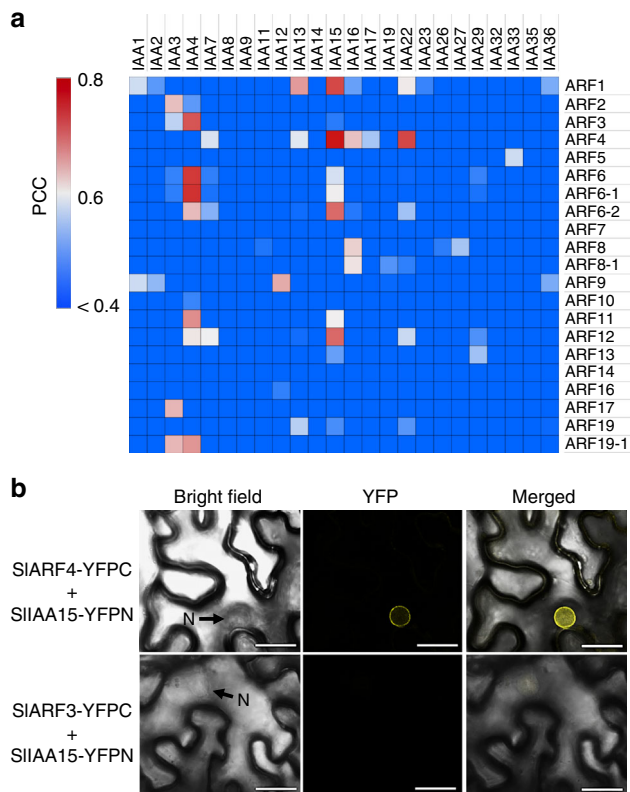 a
IAA1
IAA2
IAA3
IAA4
IAA7
IAA8
IAA9
IAA11
IAA12
IAA13
IAA14
IAA15
IAA16
IAA17
IAA19
IAA22
IAA23
IAA26
IAA27
IAA29
IAA32
IAA33
IAA35
IAA36
PCC
0.8
0.6
< 0.4
ARF1
ARF2
ARF3
ARF4
ARF5
ARF6
ARF6-1
ARF6-2
ARF7
ARF8
ARF8-1
ARF9
ARF10
ARF11
ARF12
ARF13
ARF14
ARF16
ARF17
ARF19
ARF19-1
b
Bright field
YFP
Merged
SlARF4-YFPC
+
SlIAA15-YFPN
N
SlARF3-YFPC
+
SlIAA15-YFPN
N